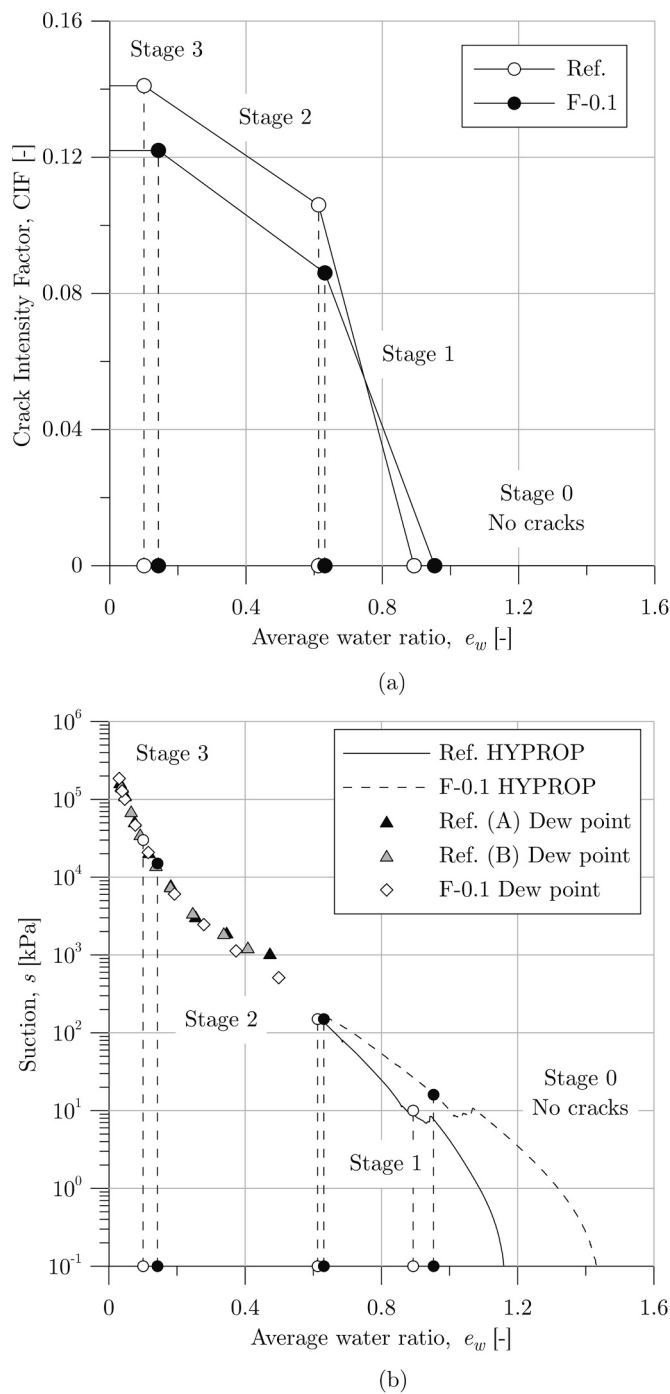 0.16
Stage 3
Ref.
F-0.1
Stage 2
0.12
Crack Intensity Factor, CIF [-]
0.08
Stage 1
0.04
Stage 0
No cracks
0
0 0.4 0.8 1.2 1.6
Average water ratio, e_w [-]
(a)
10^6
Stage 3
Ref. HYPROP
F-0.1 HYPROP
Ref. (A) Dew point
Ref. (B) Dew point
F-0.1 Dew point
10^5
10^4
10^3
Suction, s [kPa]
Stage 2
10^2
Stage 0
No cracks
10^1
Stage 1
10^0
10^-1
0 0.4 0.8 1.2 1.6
Average water ratio, e_w [-]
(b)